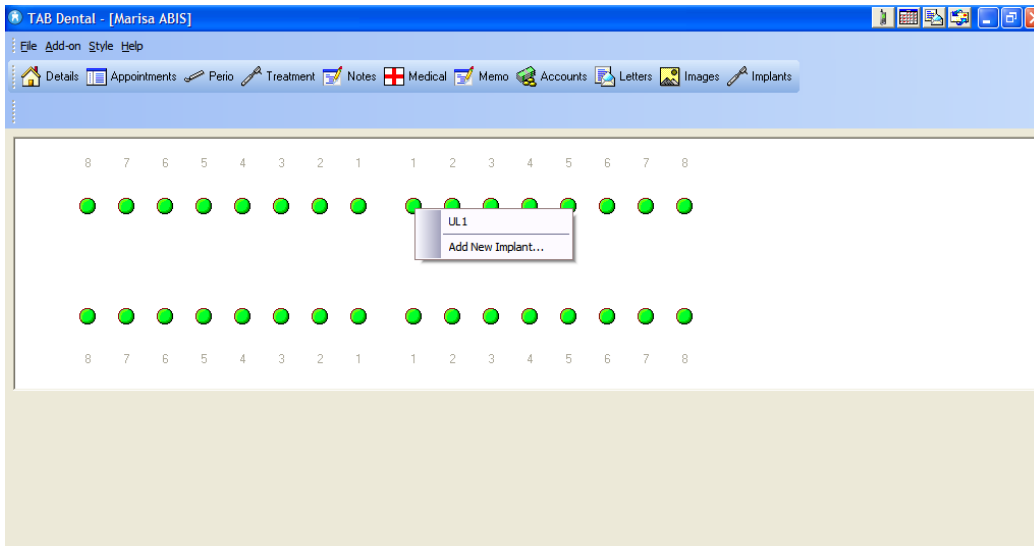 TAB Dental - [Marisa ABIS]
File Add-on Style Help
Details Appointments Perio Treatment Notes Medical Memo Accounts Letters Images Implants
8 7 6 5 4 3 2 1 1 2 3 4 5 6 7 8
UL1
Add New Implant...
8 7 6 5 4 3 2 1 1 2 3 4 5 6 7 8